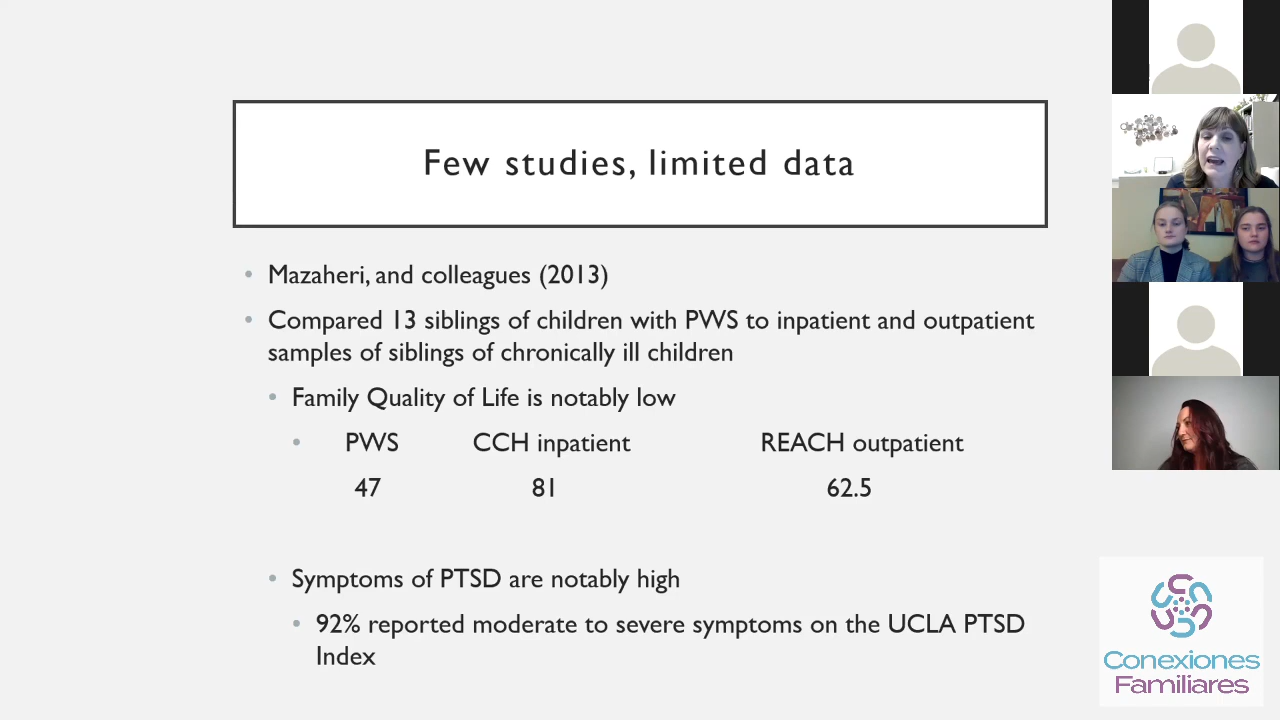 Few studies, limited data
Mazaheri, and colleagues (2013)
Compared 13 siblings of children with PWS to inpatient and outpatient
samples of siblings of chronically ill children
Family Quality of Life is notably low
PWS CCH inpatient REACH outpatient
47 81 62.5
Symptoms of PTSD are notably high
92% reported moderate to severe symptoms on the UCLA PTSD
Index
Conexiones
Familiares